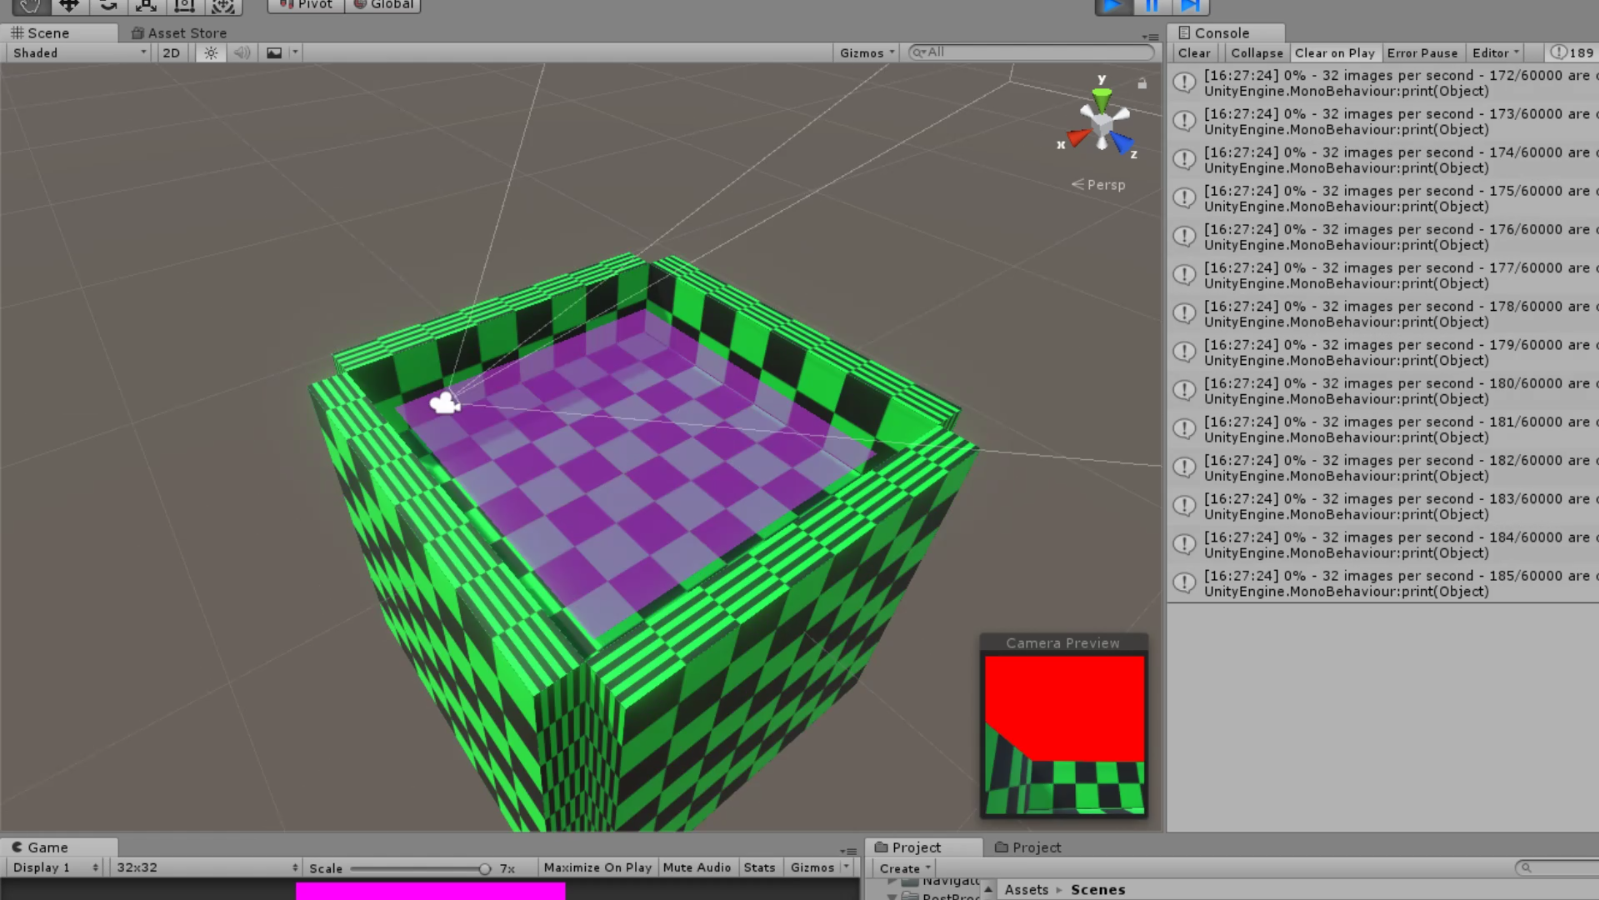 Pivot
Global
Scene
Asset Store
Shaded
2D
Gizmos
All
y
x
z
Persp
Camera Preview
Console
Clear
Collapse
Clear on Play
Error Pause
Editor
189
[16:27:24] 0% - 32 images per second - 172/60000 are
UnityEngine.MonoBehaviour:print(Object)
[16:27:24] 0% - 32 images per second - 173/60000 are
UnityEngine.MonoBehaviour:print(Object)
[16:27:24] 0% - 32 images per second - 174/60000 are
UnityEngine.MonoBehaviour:print(Object)
[16:27:24] 0% - 32 images per second - 175/60000 are
UnityEngine.MonoBehaviour:print(Object)
[16:27:24] 0% - 32 images per second - 176/60000 are
UnityEngine.MonoBehaviour:print(Object)
[16:27:24] 0% - 32 images per second - 177/60000 are
UnityEngine.MonoBehaviour:print(Object)
[16:27:24] 0% - 32 images per second - 178/60000 are
UnityEngine.MonoBehaviour:print(Object)
[16:27:24] 0% - 32 images per second - 179/60000 are
UnityEngine.MonoBehaviour:print(Object)
[16:27:24] 0% - 32 images per second - 180/60000 are
UnityEngine.MonoBehaviour:print(Object)
[16:27:24] 0% - 32 images per second - 181/60000 are
UnityEngine.MonoBehaviour:print(Object)
[16:27:24] 0% - 32 images per second - 182/60000 are
UnityEngine.MonoBehaviour:print(Object)
[16:27:24] 0% - 32 images per second - 183/60000 are
UnityEngine.MonoBehaviour:print(Object)
[16:27:24] 0% - 32 images per second - 184/60000 are
UnityEngine.MonoBehaviour:print(Object)
[16:27:24] 0% - 32 images per second - 185/60000 are
UnityEngine.MonoBehaviour:print(Object)
Game
Display 1
32x32
Scale
7x
Maximize On Play
Mute Audio
Stats
Gizmos
Project
Project
Create
Assets
Scenes